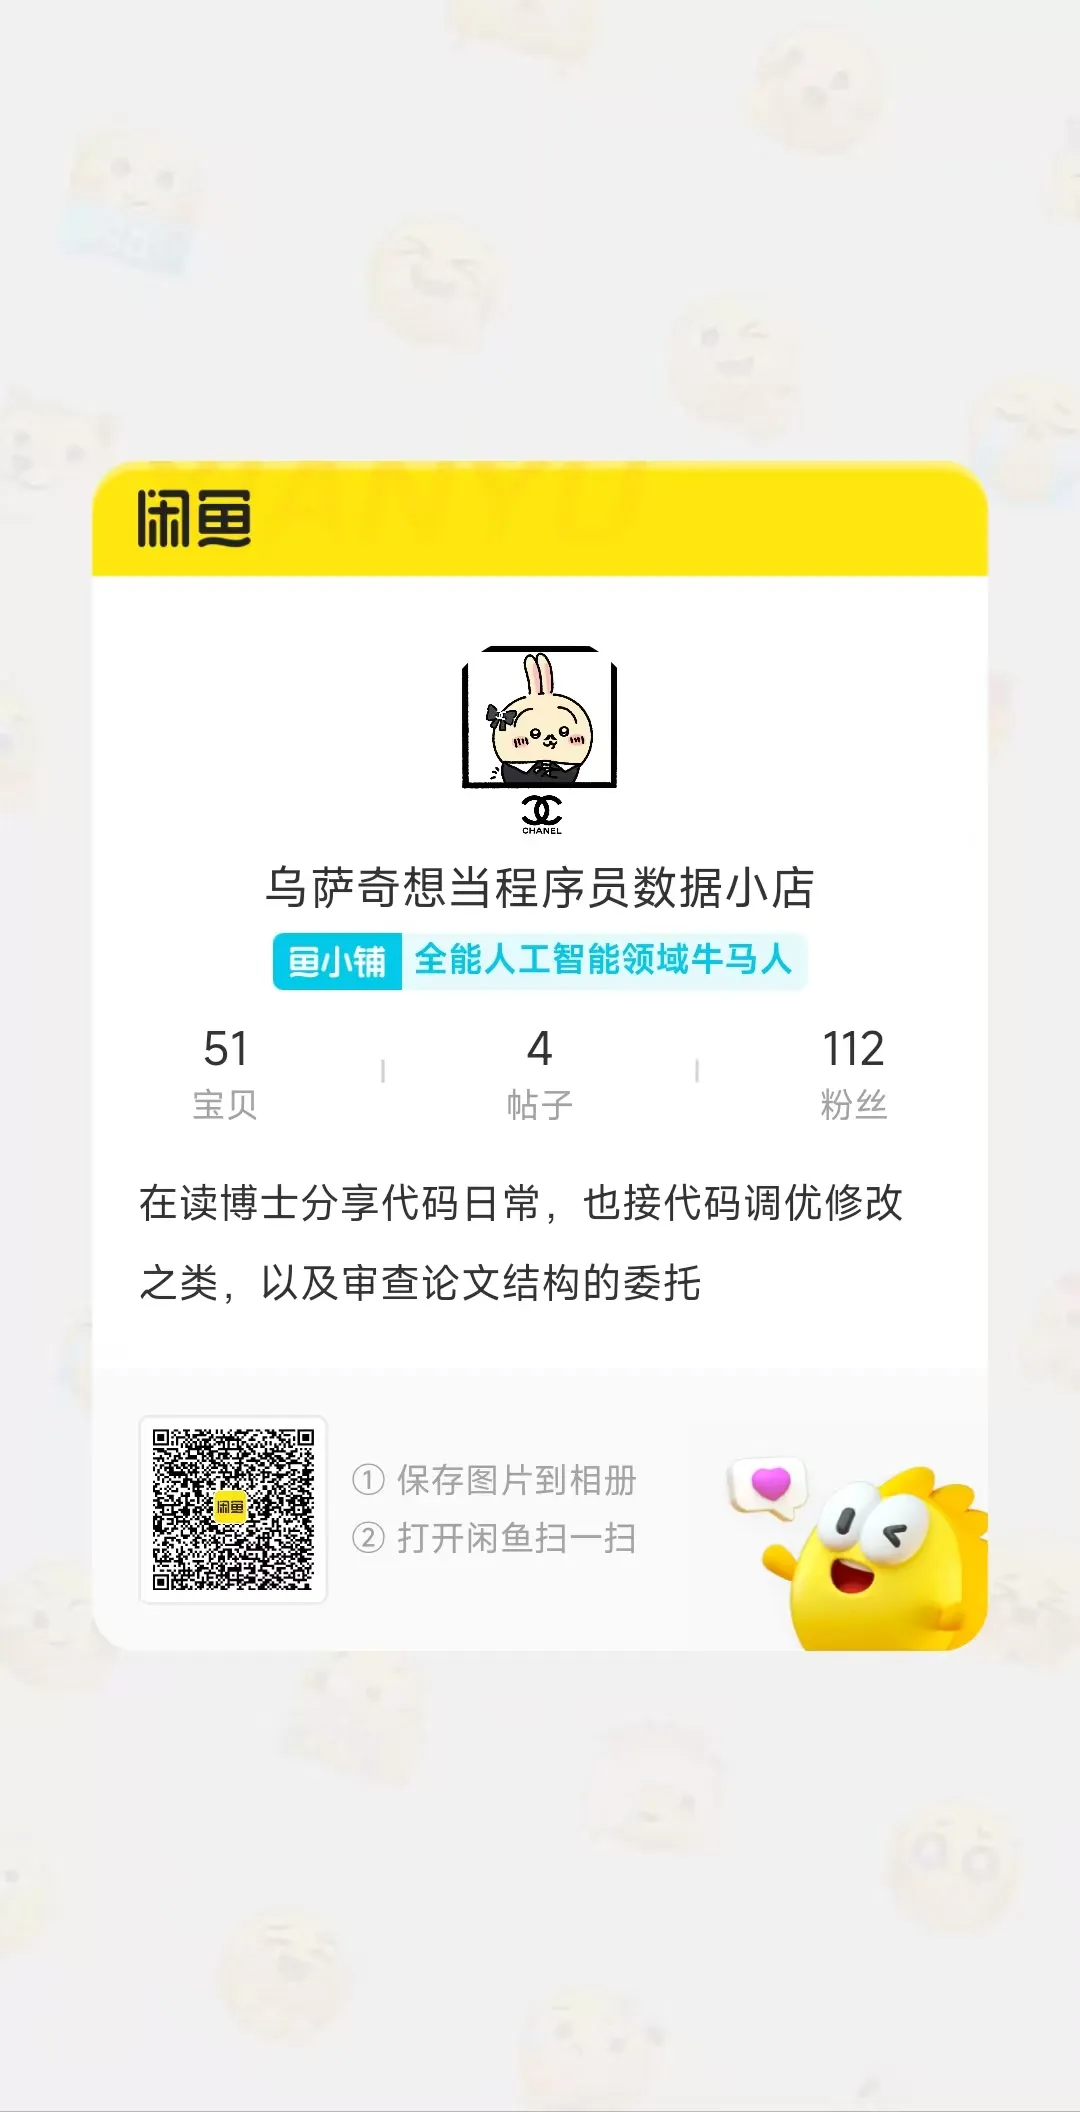 XIANYU
闲鱼
CHANEL
乌萨奇想当程序员数据小店
鱼小铺 全能人工智能领域牛马人
51 4 112
宝贝 帖子 粉丝
在读博士分享代码日常，也接代码调优修改
之类，以及审查论文结构的委托
闲鱼
① 保存图片到相册
② 打开闲鱼扫一扫